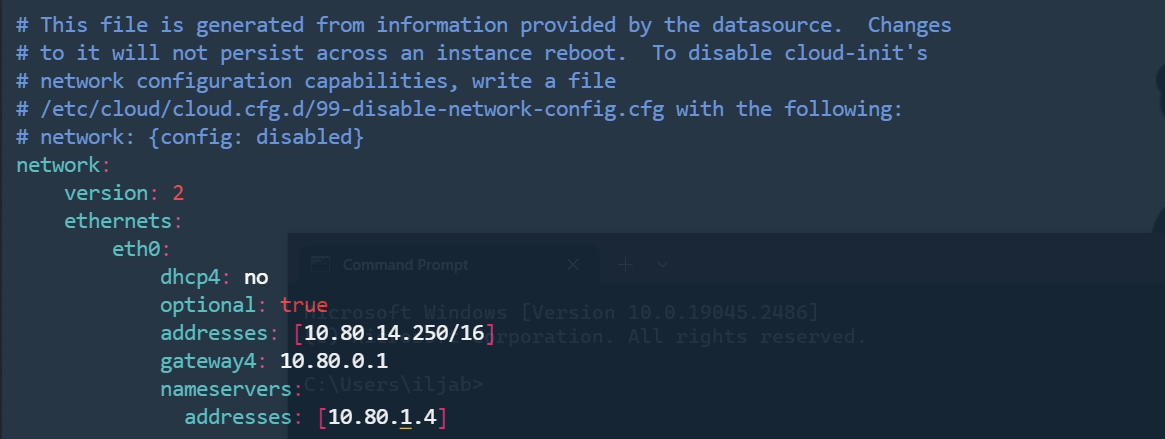 # This file is generated from information provided by the datasource.  Changes
# to it will not persist across an instance reboot.  To disable cloud-init's
# network configuration capabilities, write a file
# /etc/cloud/cloud.cfg.d/99-disable-network-config.cfg with the following:
# network: {config: disabled}
network:
    version: 2
    ethernets:
        eth0:
            dhcp4: no
            optional: true
            addresses: [10.80.14.250/16]
            gateway4: 10.80.0.1
            nameservers:
              addresses: [10.80.1.4]
Command Prompt
Microsoft Windows [Version 10.0.19045.2486]
Corporation. All rights reserved.
C:\Users\iljab>